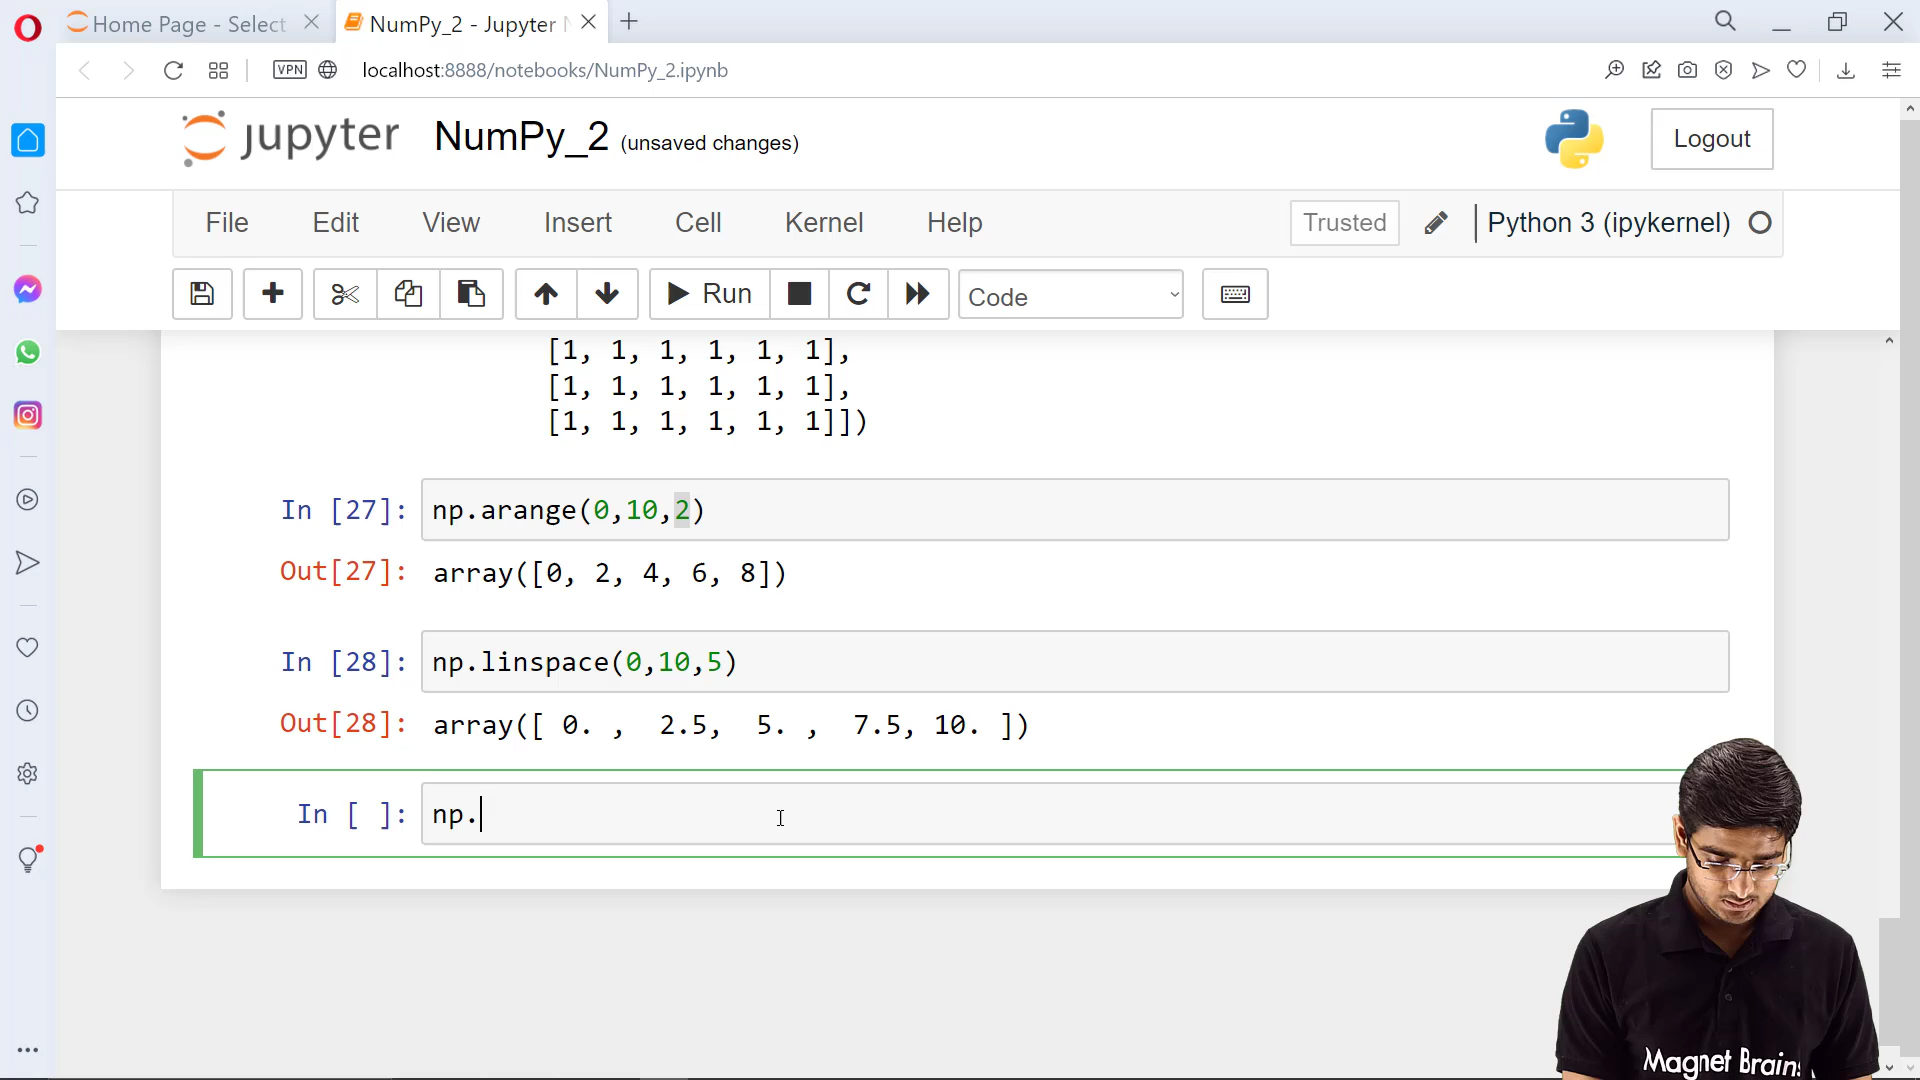 Home Page - Select
NumPy_2 - Jupyter N
VPN
localhost:8888/notebooks/NumPy_2.ipynb
jupyter NumPy_2 (unsaved changes)
Logout
File Edit View Insert Cell Kernel Help
Trusted
Python 3 (ipykernel)
Run
Code
[1, 1, 1, 1, 1, 1],
[1, 1, 1, 1, 1, 1],
[1, 1, 1, 1, 1, 1]])
In [27]: np.arange(0,10,2)
Out[27]: array([0, 2, 4, 6, 8])
In [28]: np.linspace(0,10,5)
Out[28]: array([ 0. , 2.5, 5. , 7.5, 10. ])
In [ ]: np.
Magnet Brains